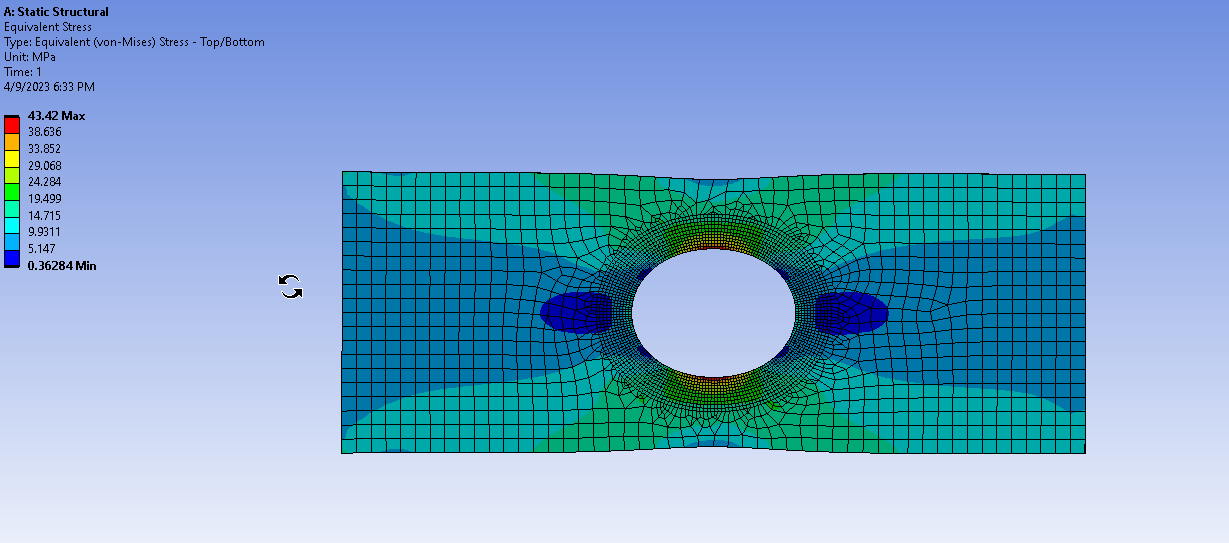 A: Static Structural
Equivalent Stress
Type: Equivalent (von-Mises) Stress - Top/Bottom
Unit: MPa
Time: 1
4/9/2023 6:33 PM
43.42 Max
38.636
33.852
29.068
24.284
19.499
14.715
9.9311
5.147
0.36284 Min